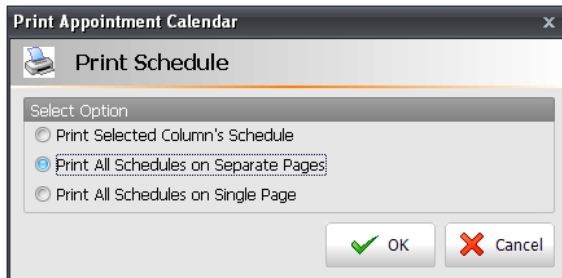 Print Appointment Calendar x
Print Schedule
Select Option
Print Selected Column's Schedule
Print All Schedules on Separate Pages
Print All Schedules on Single Page
OK Cancel